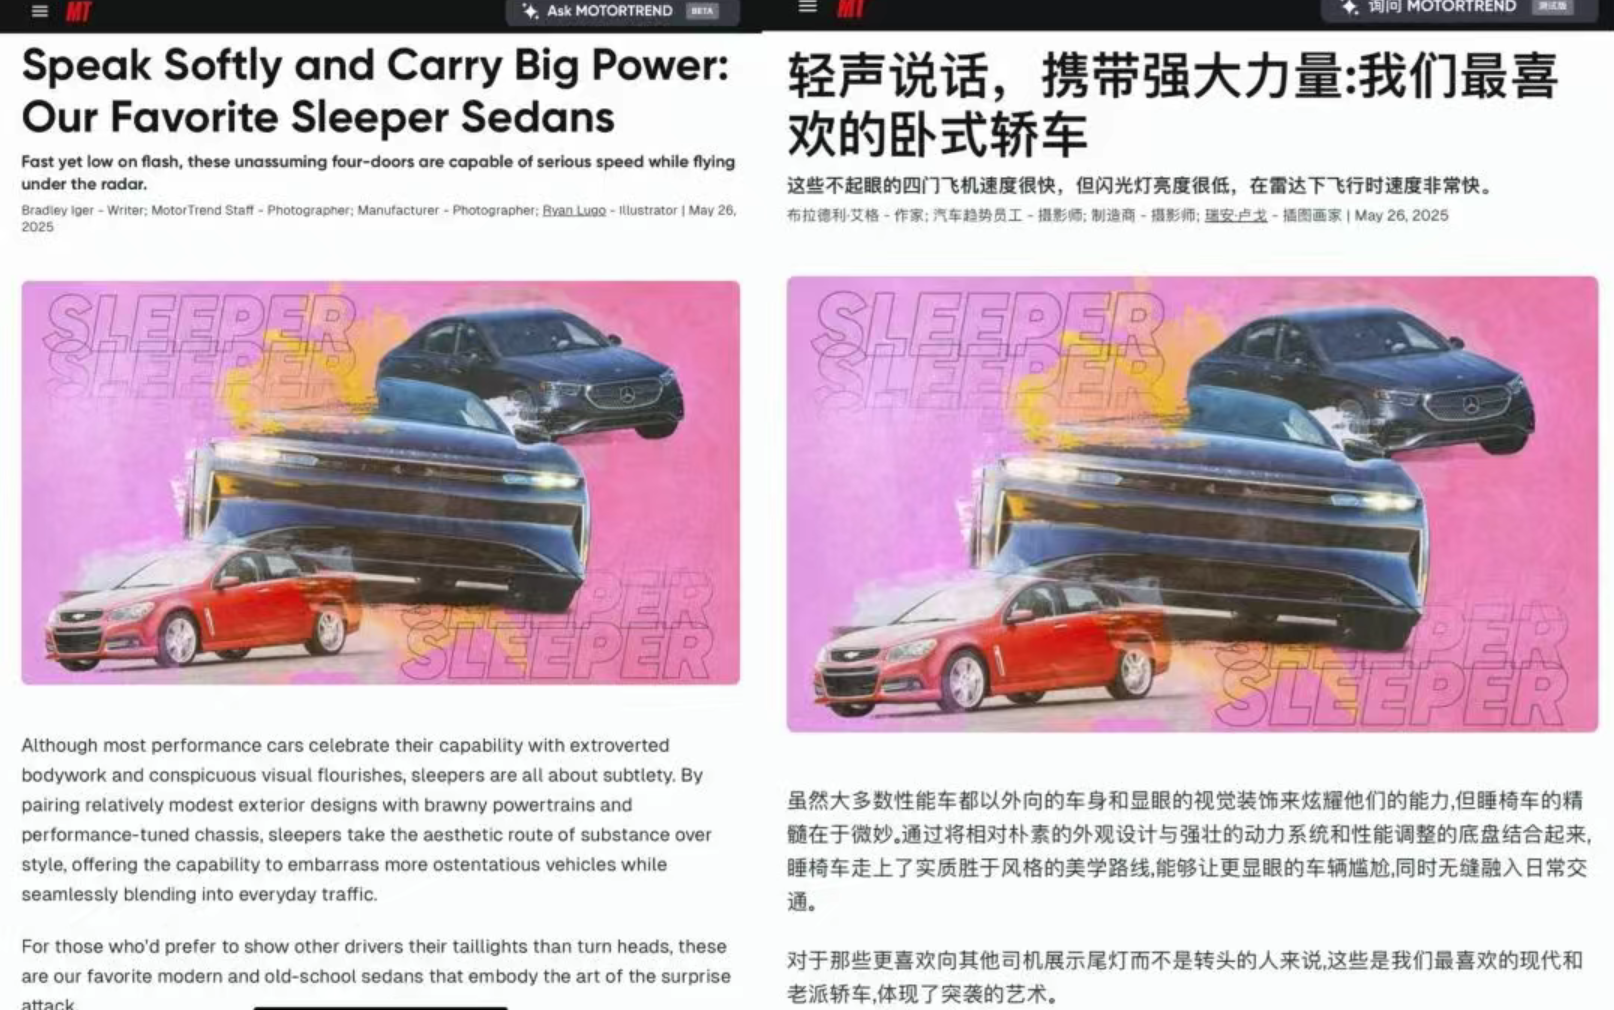 MT
Ask MOTORTREND BETA
Speak Softly and Carry Big Power:
Our Favorite Sleeper Sedans
Fast yet low on flash, these unassuming four-doors are capable of serious speed while flying
under the radar.
Bradley Iger - Writer; MotorTrend Staff - Photographer; Manufacturer - Photographer; Ryan Lugo - Illustrator | May 26,
2025
SLEEPER
SLEEPER
SLEEPER
SLEEPER
Although most performance cars celebrate their capability with extroverted
bodywork and conspicuous visual flourishes, sleepers are all about subtlety. By
pairing relatively modest exterior designs with brawny powertrains and
performance-tuned chassis, sleepers take the aesthetic route of substance over
style, offering the capability to embarrass more ostentatious vehicles while
seamlessly blending into everyday traffic.
For those who'd prefer to show other drivers their taillights than turn heads, these
are our favorite modern and old-school sedans that embody the art of the surprise
attack.
MT
询问 MOTORTREND 测试版
轻声说话，携带强大力量:我们最喜
欢的卧式轿车
这些不起眼的四门飞机速度很快，但闪光灯亮度很低，在雷达下飞行时速度非常快。
布拉德利·艾格 - 作家; 汽车趋势员工 - 摄影师; 制造商 - 摄影师; 瑞安·卢戈 - 插图画家 | May 26, 2025
SLEEPER
SLEEPER
SLEEPER
SLEEPER
虽然大多数性能车都以外向的车身和显眼的视觉装饰来炫耀他们的能力,但睡椅车的精
髓在于微妙。通过将相对朴素的外观设计与强壮的动力系统和性能调整的底盘结合起来,
睡椅车走上了实质胜于风格的美学路线,能够让更显眼的车辆尴尬,同时无缝融入日常交
通。
对于那些更喜欢向其他司机展示尾灯而不是转头的人来说,这些是我们最喜欢的现代和
老派轿车,体现了突袭的艺术。